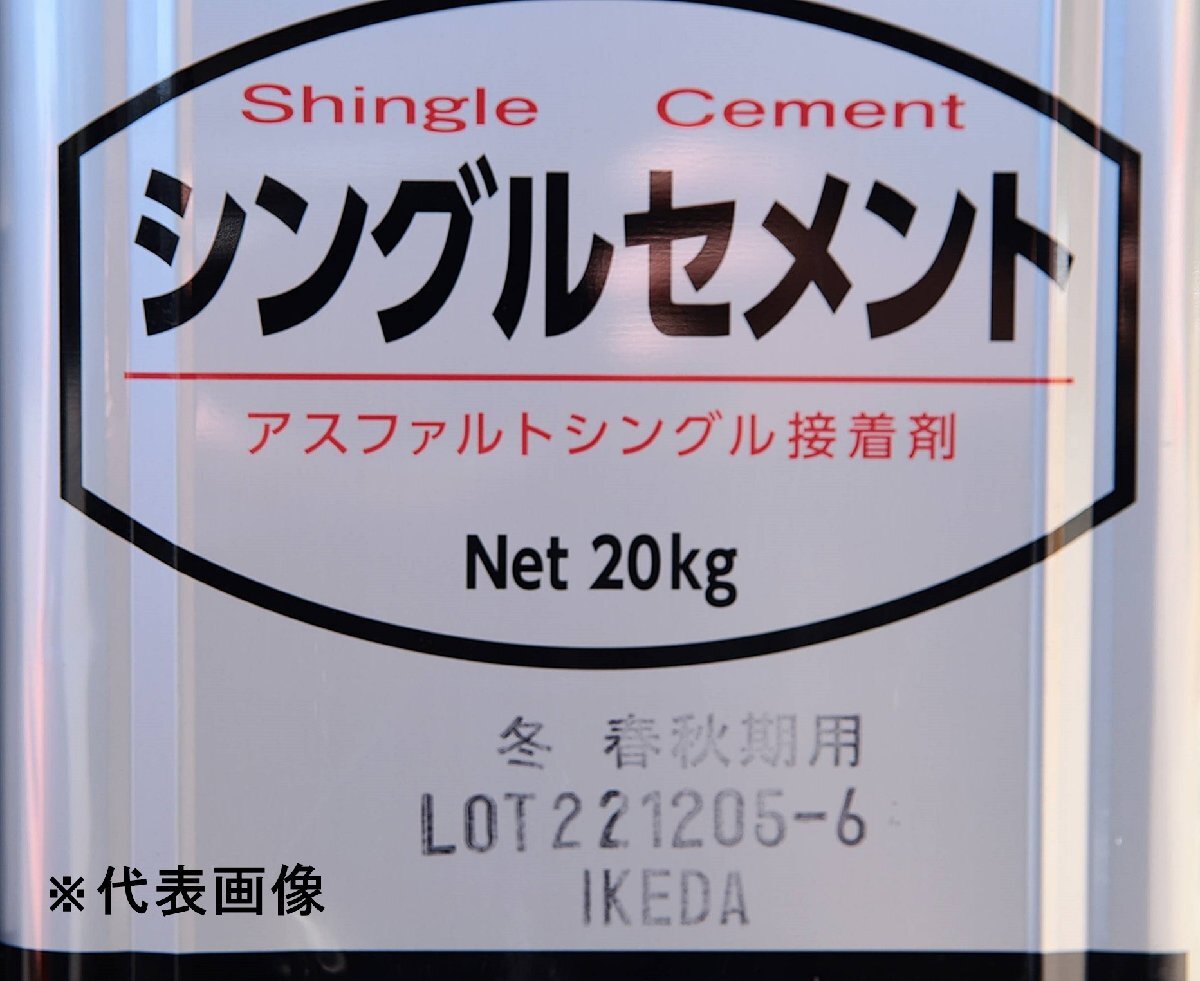 Shingle Cement
シングルセメント
アスファルトシングル接着剤
Net 20kg
冬 春秋期用
LOT221205-6
IKEDA
※代表画像